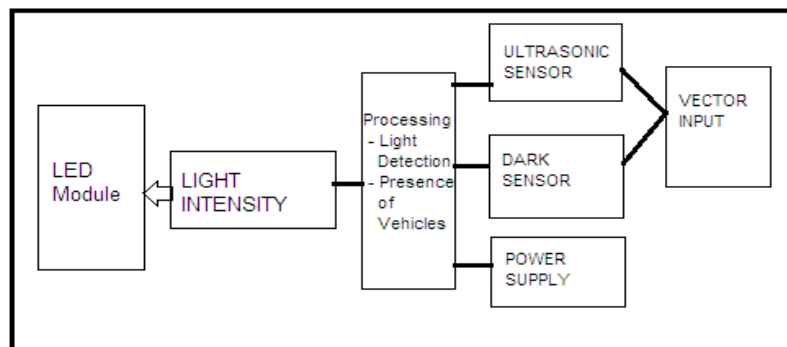 LED
Module
LIGHT
INTENSITY
Processing
- Light
Detection
- Presence
of
Vehicles
ULTRASONIC
SENSOR
DARK
SENSOR
POWER
SUPPLY
VECTOR
INPUT